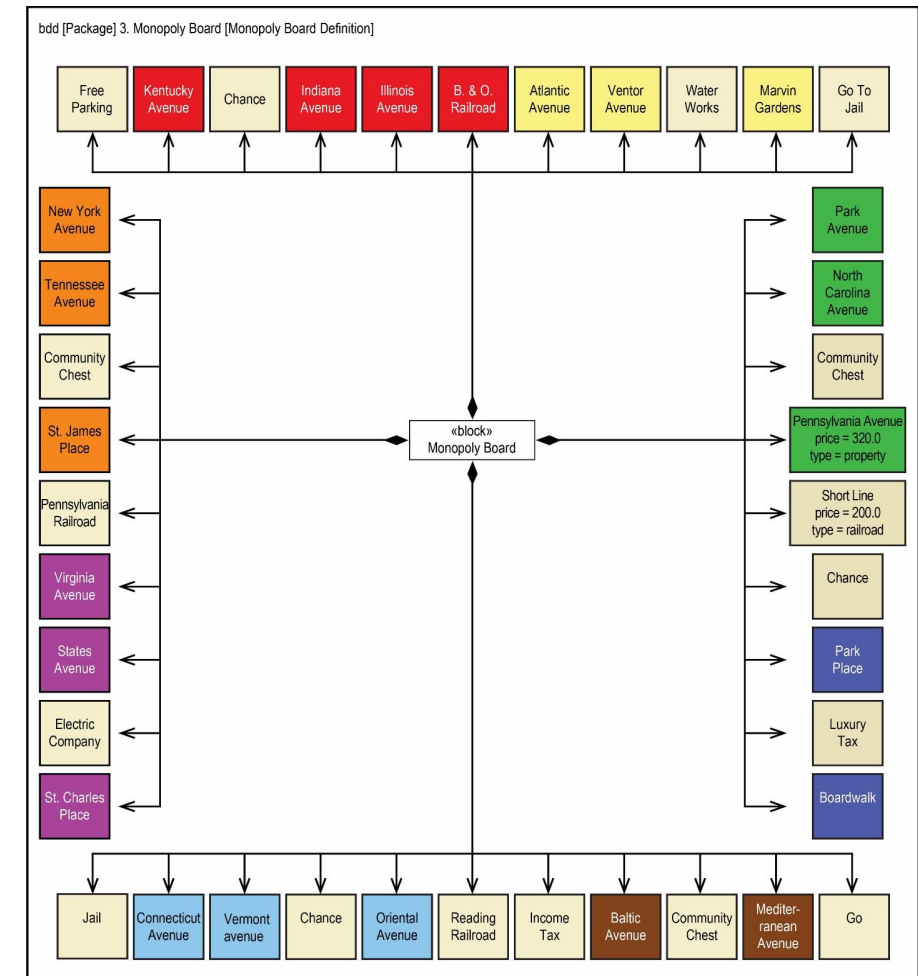 bdd [Package] 3. Monopoly Board [Monopoly Board Definition]
Free
Parking
Kentucky
Avenue
Chance
Indiana
Avenue
Illinois
Avenue
B. & O.
Railroad
Atlantic
Avenue
Ventor
Avenue
Water
Works
Marvin
Gardens
Go To
Jail
New York
Avenue
Park
Avenue
Tennessee
Avenue
North
Carolina
Avenue
Community
Chest
Community
Chest
St. James
Place
«block»
Monopoly Board
Pennsylvania Avenue
price = 320.0
type = property
Pennsylvania
Railroad
Short Line
price = 200.0
type = railroad
Virginia
Avenue
Chance
States
Avenue
Park
Place
Electric
Company
Luxury
Tax
St. Charles
Place
Boardwalk
Jail
Connecticut
Avenue
Vermont
avenue
Chance
Oriental
Avenue
Reading
Railroad
Income
Tax
Baltic
Avenue
Community
Chest
Mediter-
ranean
Avenue
Go